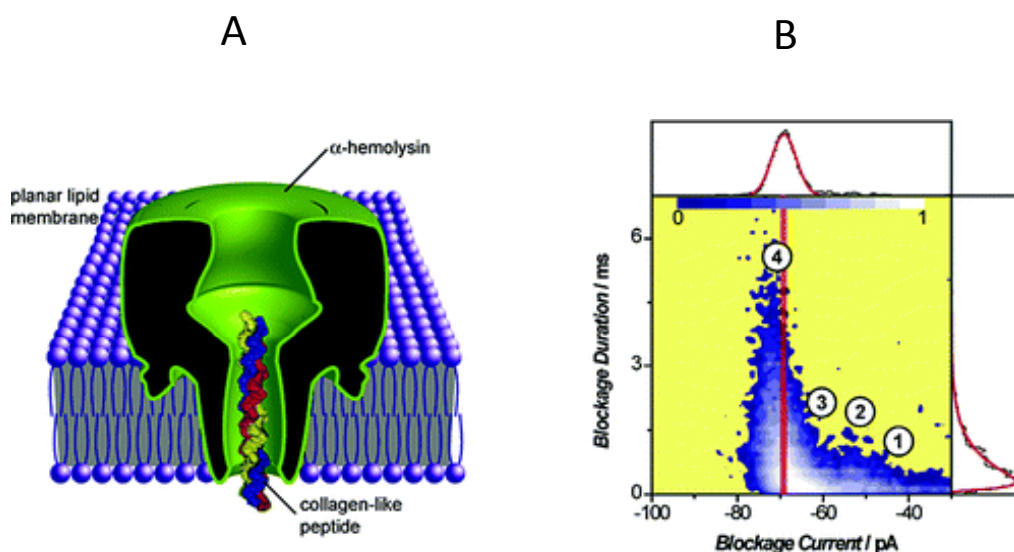 A
B
α-hemolysin
planar lipid
membrane
collagen-like
peptide
0
1
6
3
0
Blockage Duration / ms
4
3
2
1
-100
-80
-60
-40
Blockage Current / pA